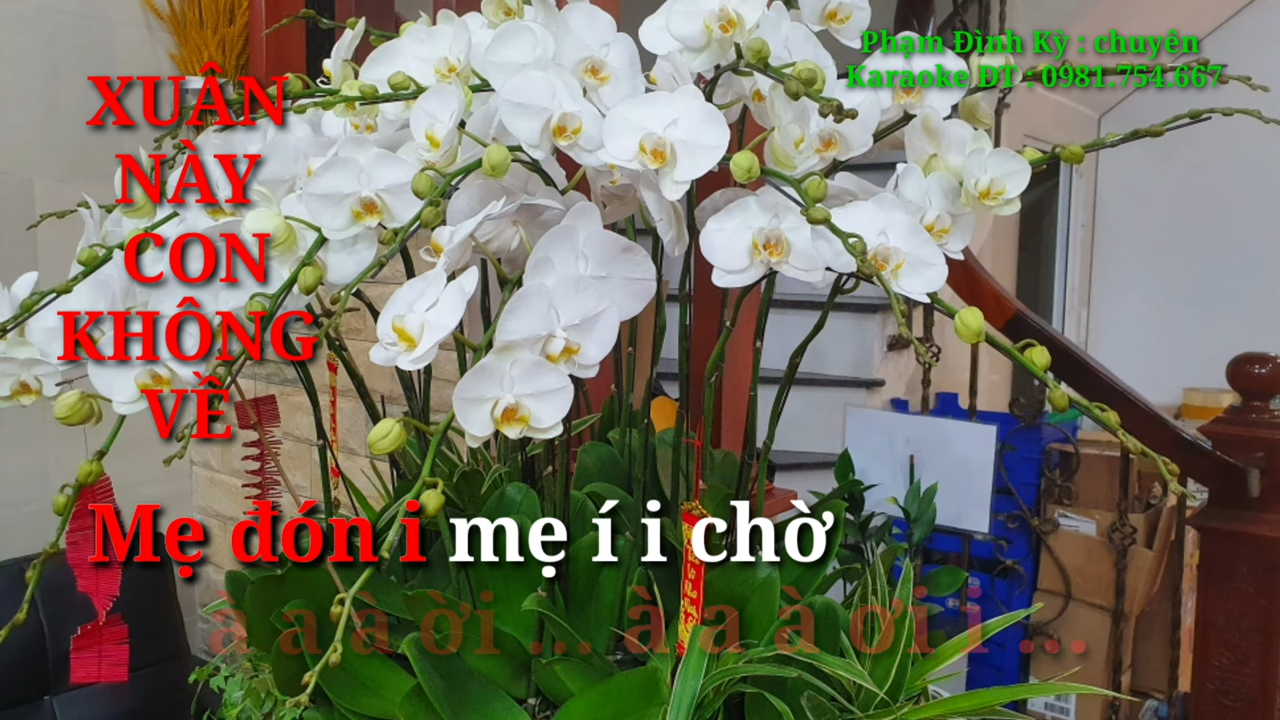 Phạm Đình Kỳ : chuyên
Karaoke ĐT : 0981.754.667
XUÂN
NÀY
CON
KHÔNG
VỀ
Mẹ đón i mẹ í i chờ
à a à ời ... à a à ơi i ...